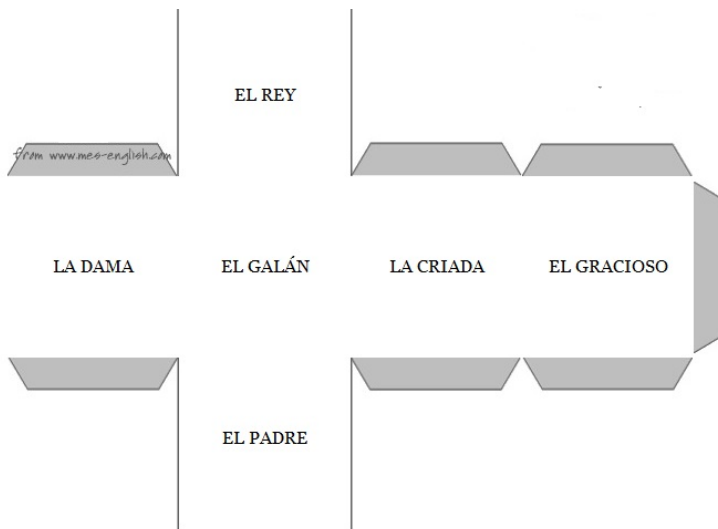 EL REY
from www.mes-english.com
LA DAMA EL GALÁN LA CRIADA EL GRACIOSO
EL PADRE